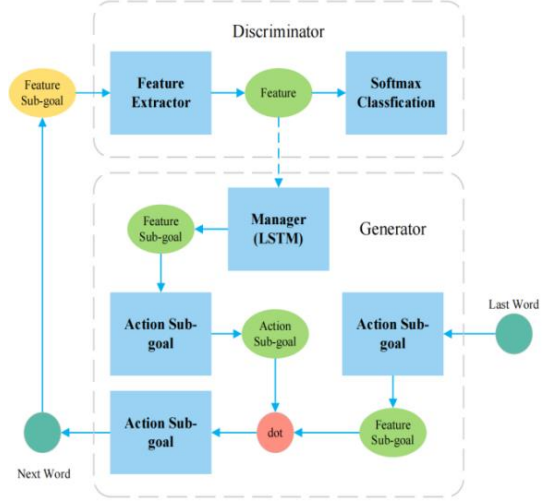 Discriminator
Feature
Sub-goal
Feature
Extractor
Feature
Softmax
Classfication
Manager
(LSTM)
Generator
Feature
Sub-goal
Action Sub-
goal
Action
Sub-goal
Action Sub-
goal
Last Word
Action Sub-
goal
dot
Feature
Sub-goal
Next Word